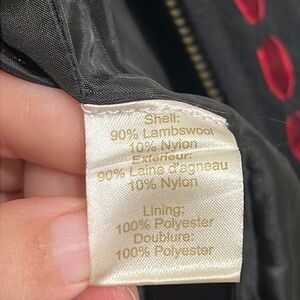 Shell:
90% Lambswool
10% Nylon
Exterieur:
90% Laine d'agneau
10% Nylon
Lining:
100% Polyester
Doublure:
100% Polyester